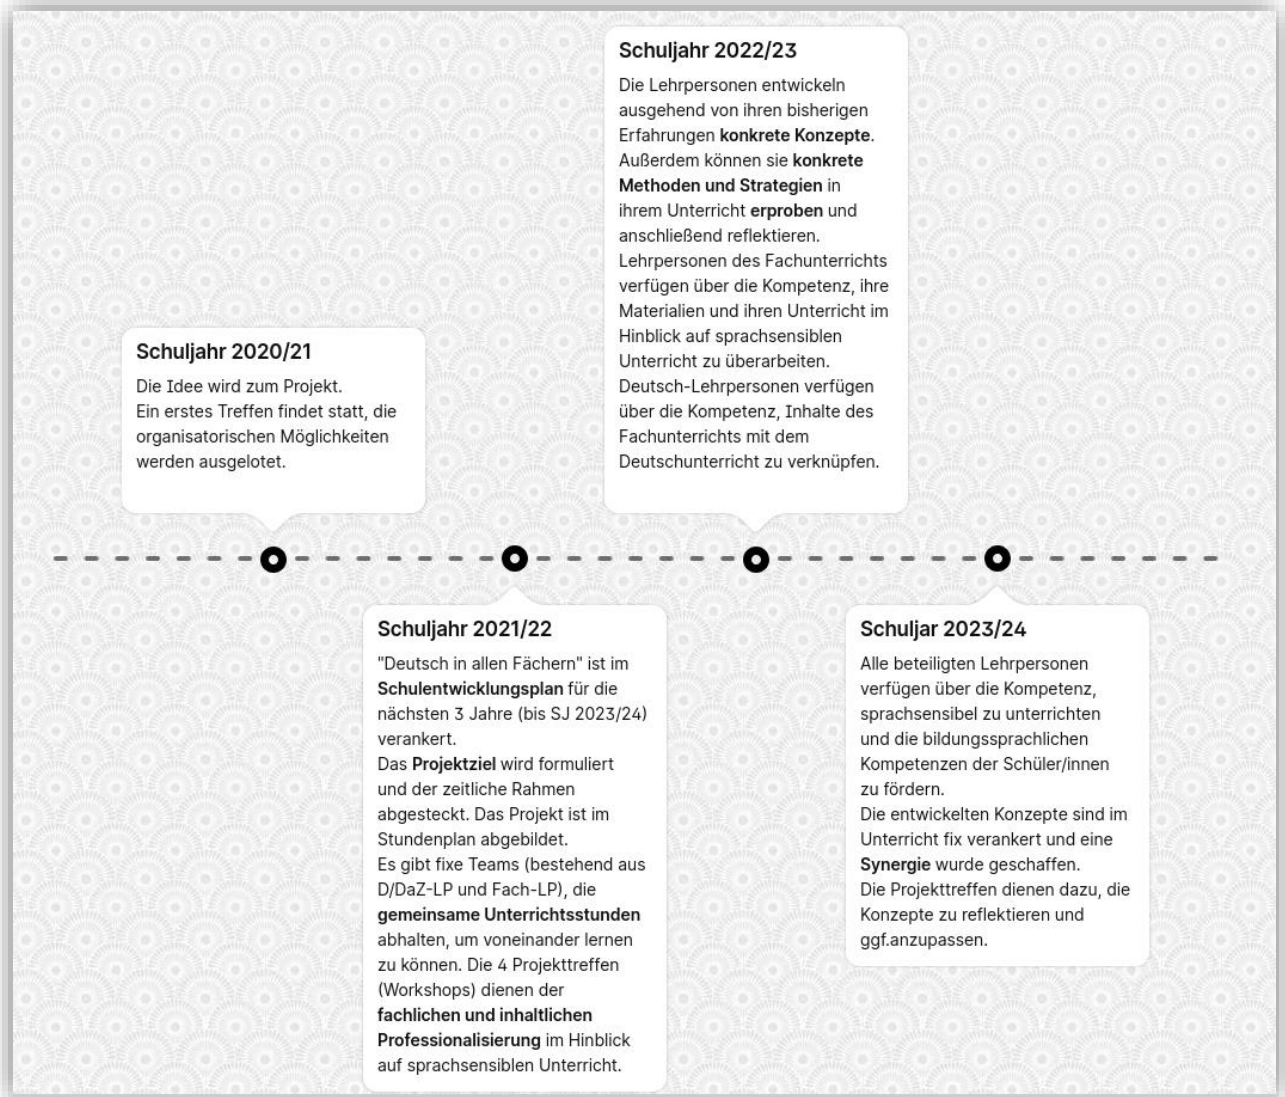 Schuljahr 2020/21
Die Idee wird zum Projekt.
Ein erstes Treffen findet statt, die
organisatorischen Möglichkeiten
werden ausgelotet.
Schuljahr 2021/22
"Deutsch in allen Fächern" ist im
Schulentwicklungsplan für die
nächsten 3 Jahre (bis SJ 2023/24)
verankert.
Das Projektziel wird formuliert
und der zeitliche Rahmen
abgesteckt. Das Projekt ist im
Stundenplan abgebildet.
Es gibt fixe Teams (bestehend aus
D/DaZ-LP und Fach-LP), die
gemeinsame Unterrichtsstunden
abhalten, um voneinander lernen
zu können. Die 4 Projekttreffen
(Workshops) dienen der
fachlichen und inhaltlichen
Professionalisierung im Hinblick
auf sprachsensiblen Unterricht.
Schuljahr 2022/23
Die Lehrpersonen entwickeln
ausgehend von ihren bisherigen
Erfahrungen konkrete Konzepte.
Außerdem können sie konkrete
Methoden und Strategien in
ihrem Unterricht erproben und
anschließend reflektieren.
Lehrpersonen des Fachunterrichts
verfügen über die Kompetenz, ihre
Materialien und ihren Unterricht im
Hinblick auf sprachsensiblen
Unterricht zu überarbeiten.
Deutsch-Lehrpersonen verfügen
über die Kompetenz, Inhalte des
Fachunterrichts mit dem
Deutschunterricht zu verknüpfen.
Schuljar 2023/24
Alle beteiligten Lehrpersonen
verfügen über die Kompetenz,
sprachsensibel zu unterrichten
und die bildungssprachlichen
Kompetenzen der Schüler/innen
zu fördern.
Die entwickelten Konzepte sind im
Unterricht fix verankert und eine
Synergie wurde geschaffen.
Die Projekttreffen dienen dazu, die
Konzepte zu reflektieren und
ggf.anzupassen.